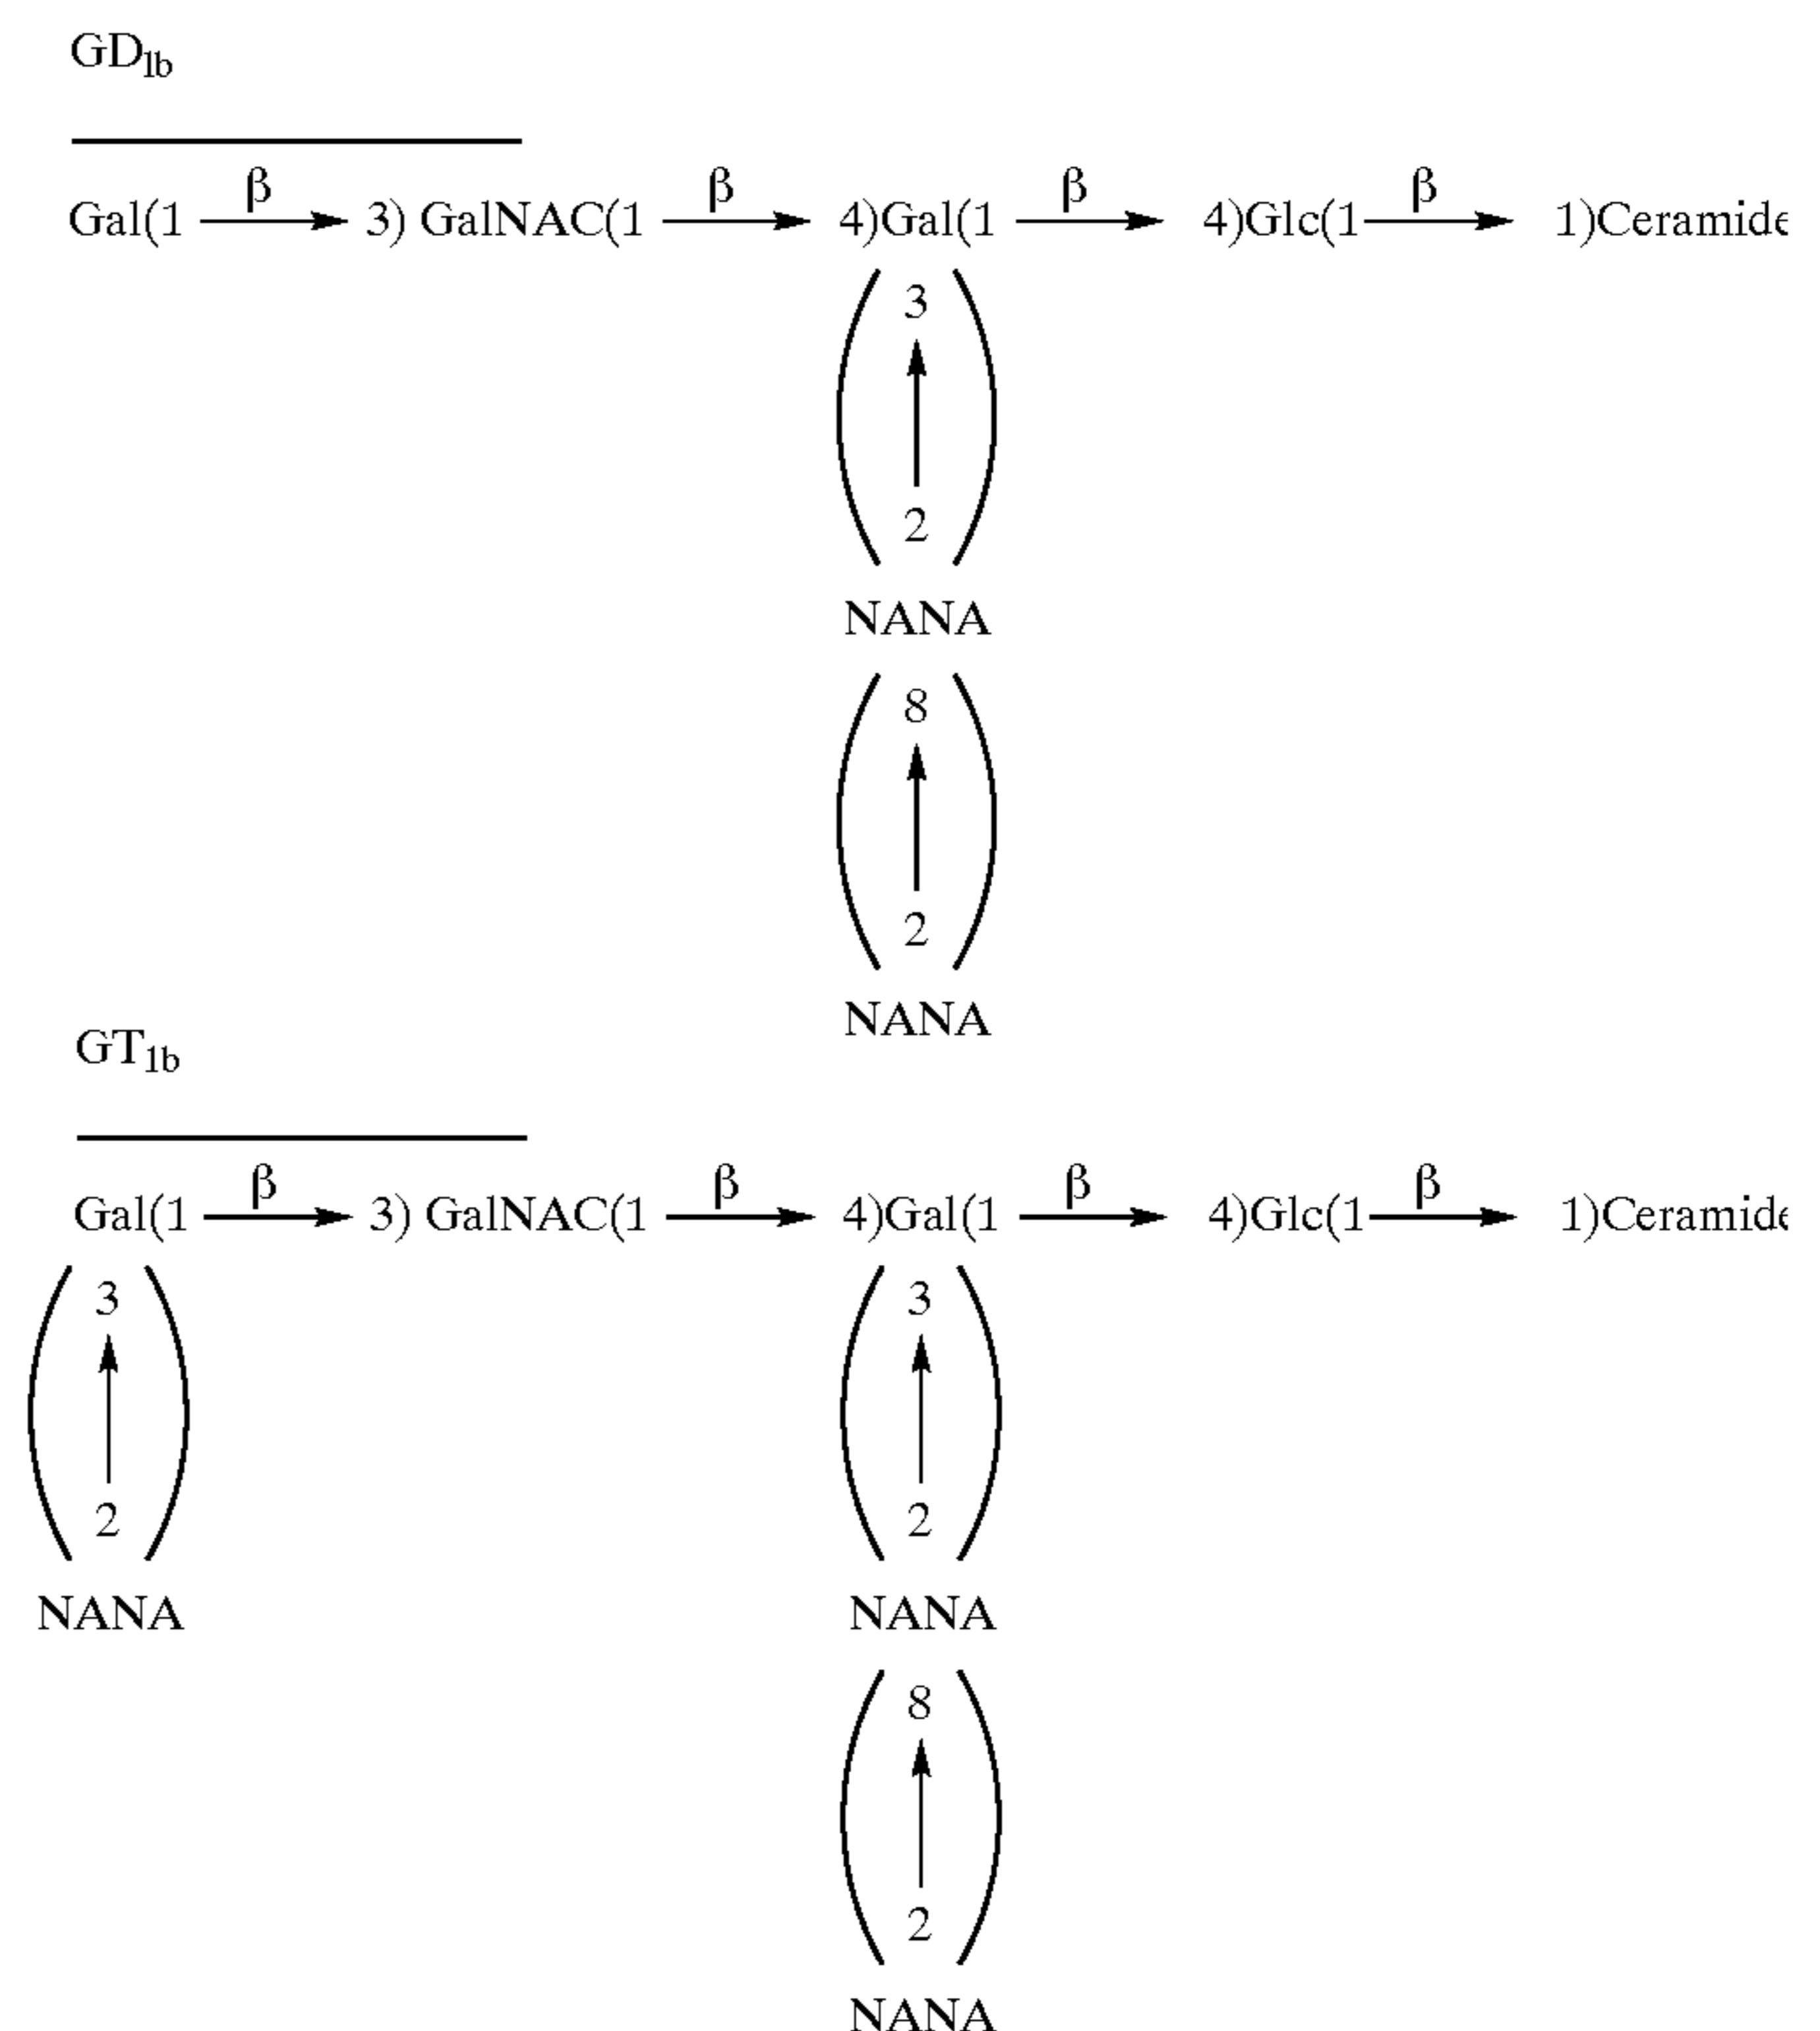 GD1b
β β β β
Gal(1 3) GalNAC(1 4)Gal(1 4)Glc(1 1)Ceramide
3
2
NANA
8
2
NANA
GT1b
β β β β
Gal(1 3) GalNAC(1 4)Gal(1 4)Glc(1 1)Ceramide
3 3
2 2
NANA NANA
8
2
NANA